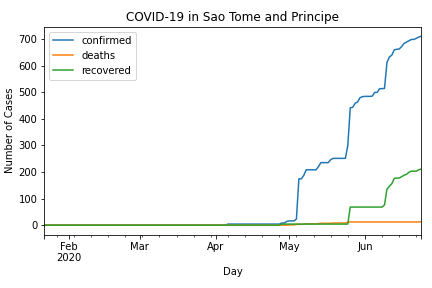 COVID-19 in Sao Tome and Principe
confirmed
deaths
recovered
Number of Cases
700
600
500
400
300
200
100
0
Feb
2020
Mar
Apr
May
Jun
Day